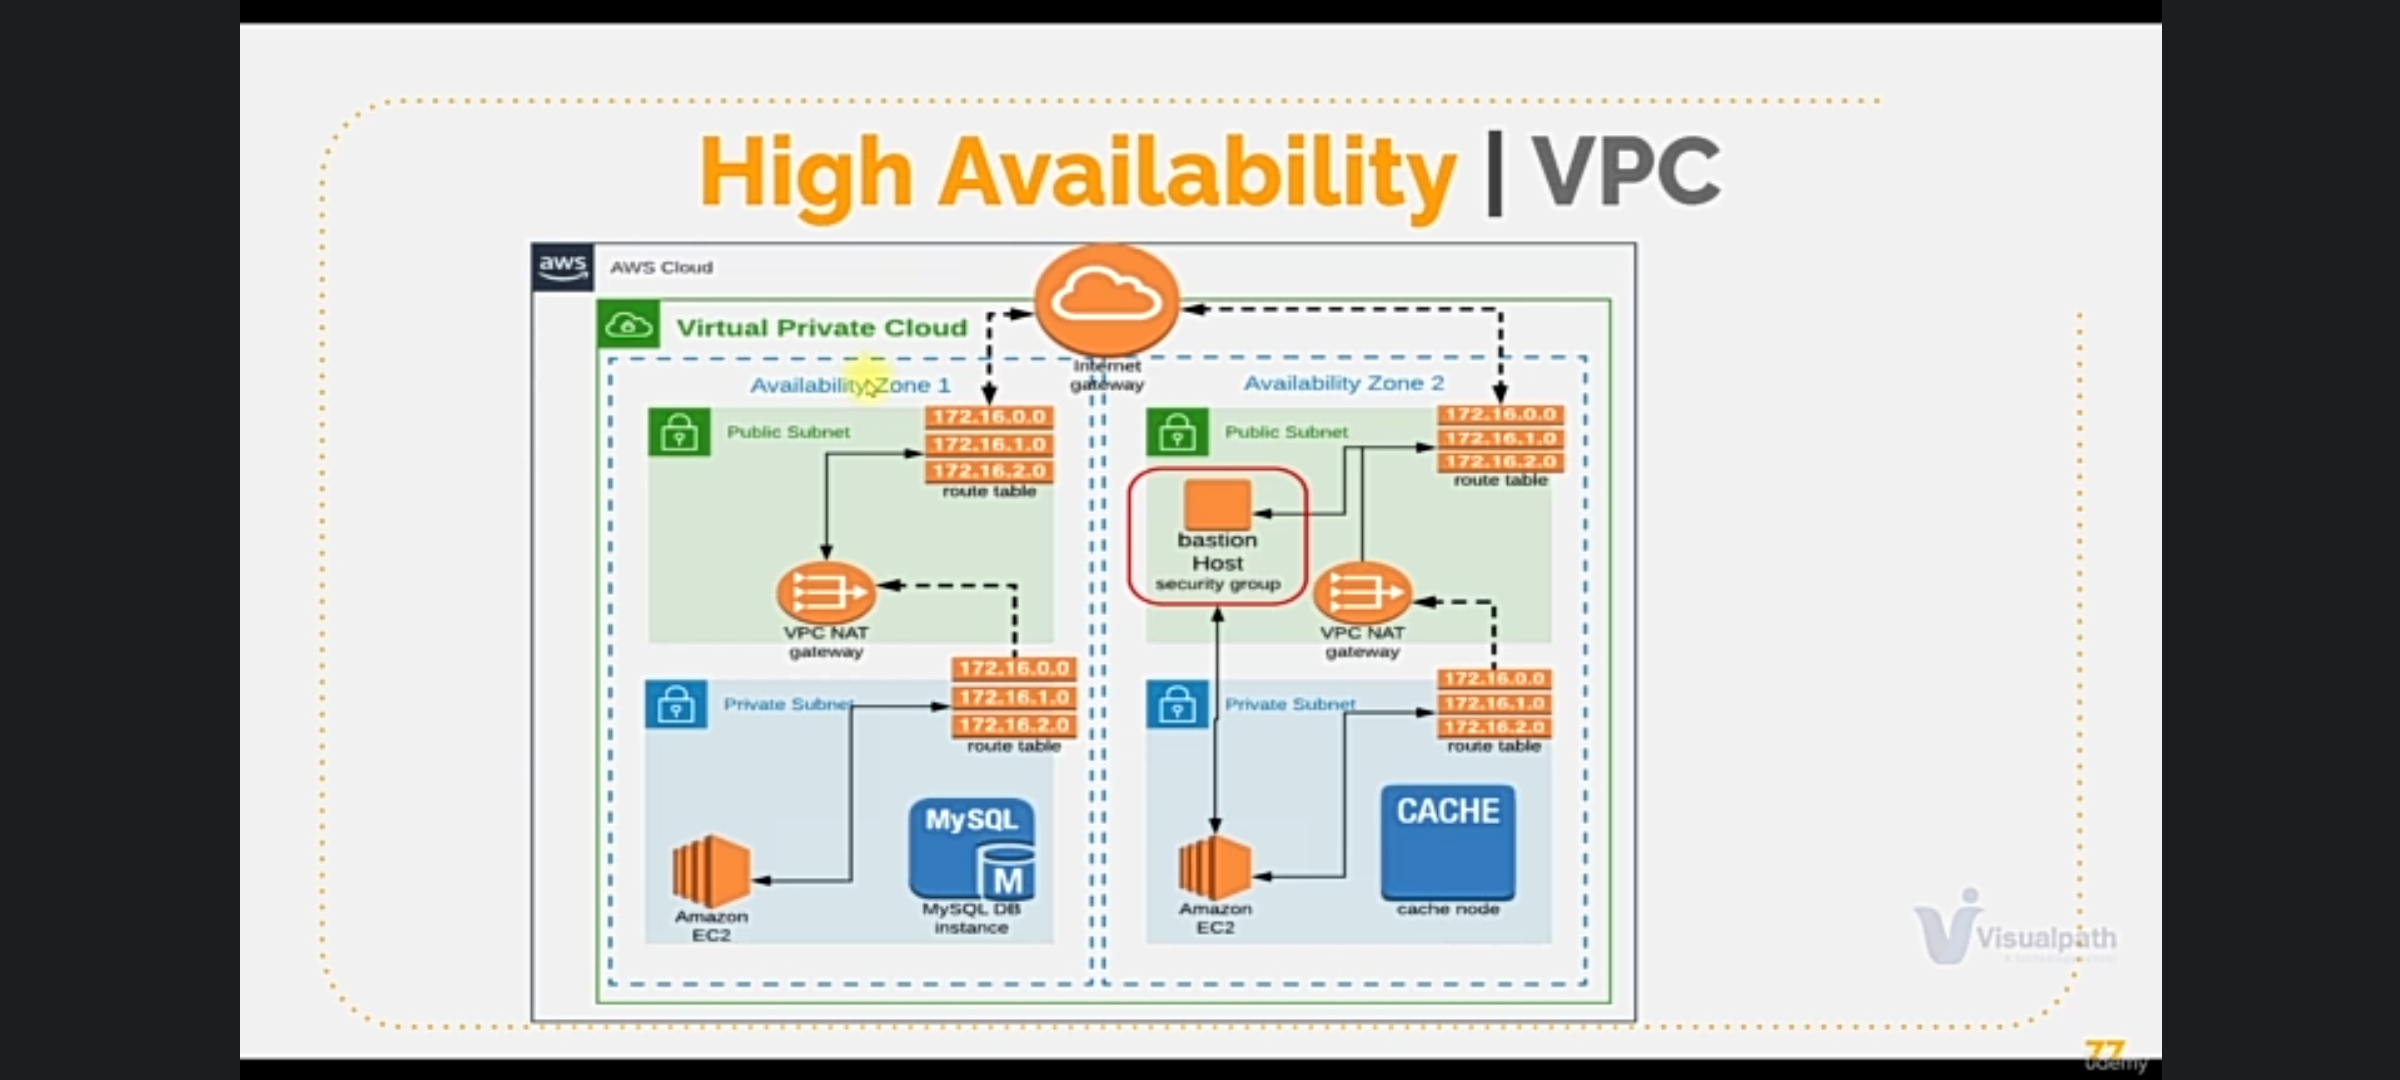 High Availability | VPC
aws
AWS Cloud
Virtual Private Cloud
Internet
gateway
Availability Zone 1
Public Subnet
172.16.0.0
172.16.1.0
172.16.2.0
route table
VPC NAT
gateway
Private Subnet
172.16.0.0
172.16.1.0
172.16.2.0
route table
Amazon
EC2
MySQL
M
MySQL DB
instance
Availability Zone 2
Public Subnet
172.16.0.0
172.16.1.0
172.16.2.0
route table
bastion
Host
security group
VPC NAT
gateway
Private Subnet
172.16.0.0
172.16.1.0
172.16.2.0
route table
Amazon
EC2
CACHE
cache node
Visualpath
77
udemy